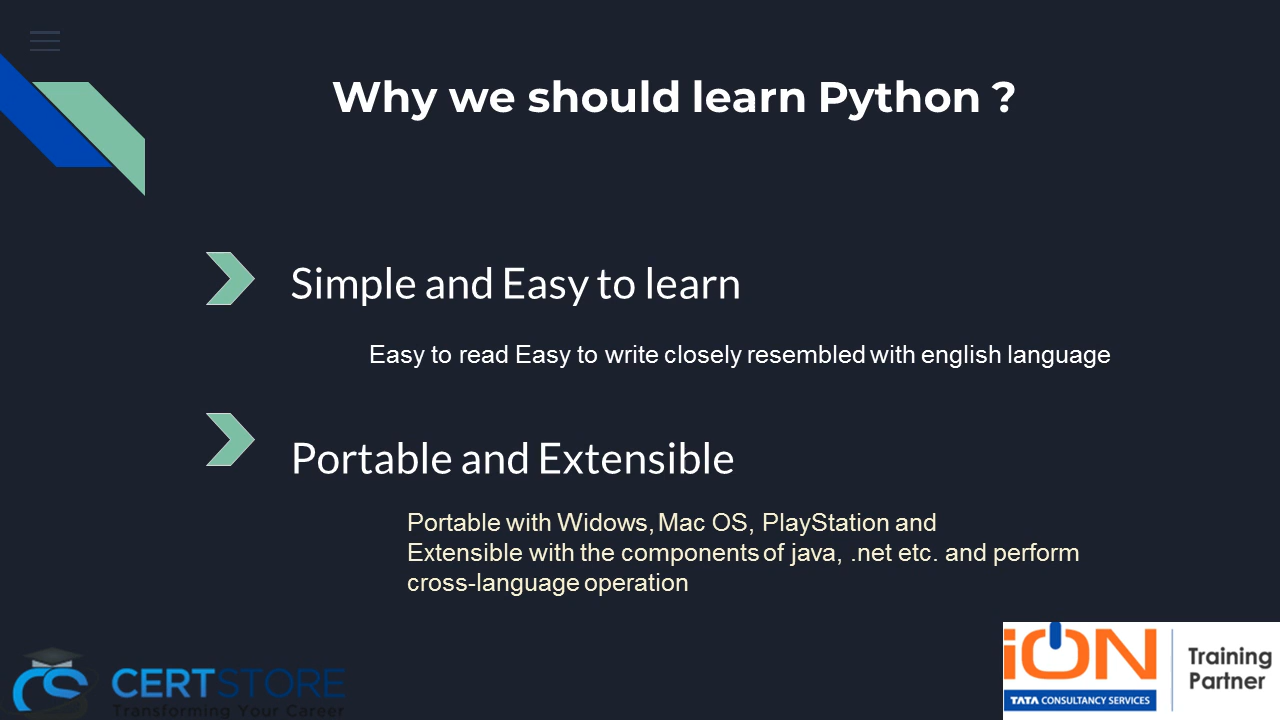 Why we should learn Python ?
Simple and Easy to learn
Easy to read Easy to write closely resembled with english language
Portable and Extensible
Portable with Widows, Mac OS, PlayStation and
Extensible with the components of java, .net etc. and perform
cross-language operation
CERTSTORE
Transforming Your Career
iON
TATA CONSULTANCY SERVICES
Training
Partner